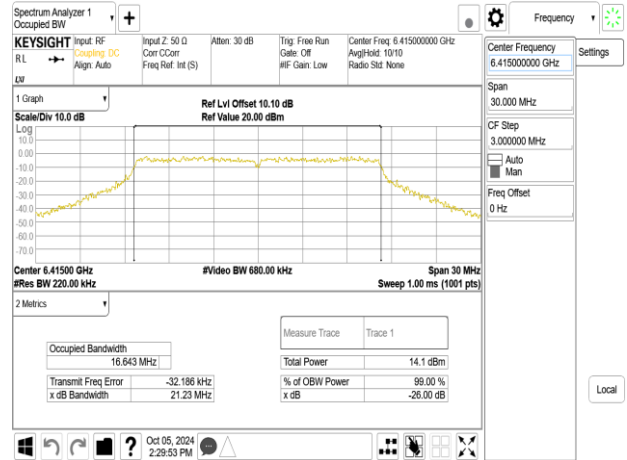 Spectrum Analyzer 1
Occupied BW
Frequency
KEYSIGHT
Input: RF
Input Z: 50 Ω
Atten: 30 dB
Trig: Free Run
Center Freq: 6.415000000 GHz
RL
Coupling: DC
Corr CCorr
Gate: Off
Avg|Hold: 10/10
Align: Auto
Freq Ref: Int (S)
#IF Gain: Low
Radio Std: None
Center Frequency
6.415000000 GHz
Settings
Span
30.000 MHz
CF Step
3.000000 MHz
Auto
Man
Freq Offset
0 Hz
1 Graph
Ref Lvl Offset 10.10 dB
Scale/Div 10.0 dB
Ref Value 20.00 dBm
Log
10.0
0.00
-10.0
-20.0
-30.0
-40.0
-50.0
-60.0
-70.0
Center 6.41500 GHz
#Video BW 680.00 kHz
Span 30 MHz
#Res BW 220.00 kHz
Sweep 1.00 ms (1001 pts)
2 Metrics
Measure Trace
Trace 1
Occupied Bandwidth
16.643 MHz
Total Power
14.1 dBm
Transmit Freq Error
-32.186 kHz
% of OBW Power
99.00 %
x dB Bandwidth
21.23 MHz
x dB
-26.00 dB
Local
?
Oct 05, 2024
2:29:53 PM